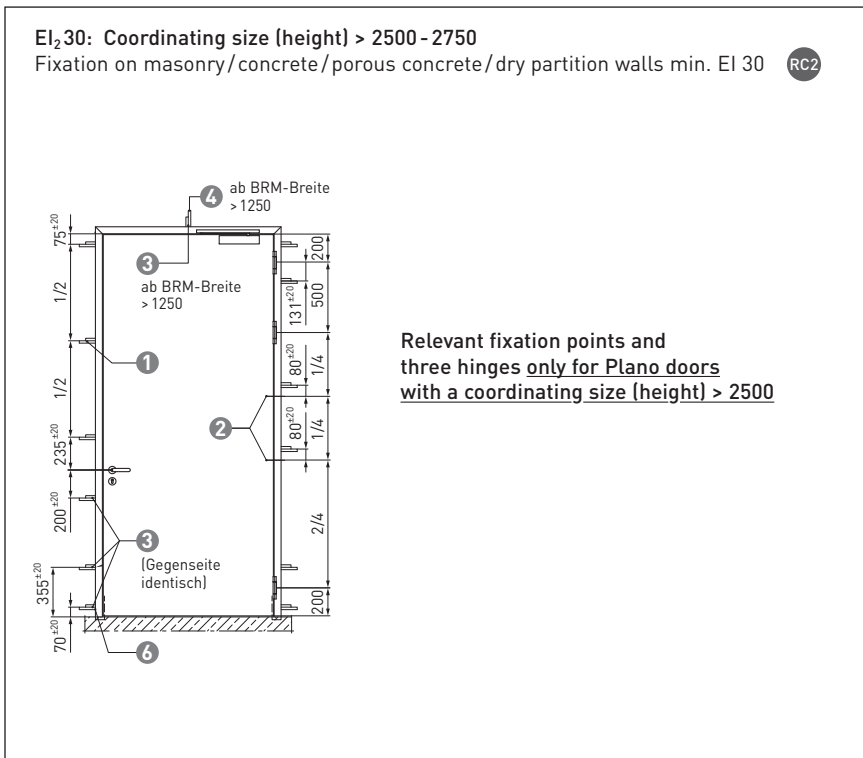 EI₂30: Coordinating size (height) > 2500 - 2750
Fixation on masonry/concrete/porous concrete/dry partition walls min. EI 30 RC2
4 ab BRM-Breite
> 1250
3
ab BRM-Breite
> 1250
75±20
1/2
1
1/2
235±20
200±20
355±20
70±20
2
3
(Gegenseite
identisch)
6
200
500
131±20
80±20
1/4
80±20
1/4
2/4
200
Relevant fixation points and
three hinges only for Plano doors
with a coordinating size (height) > 2500